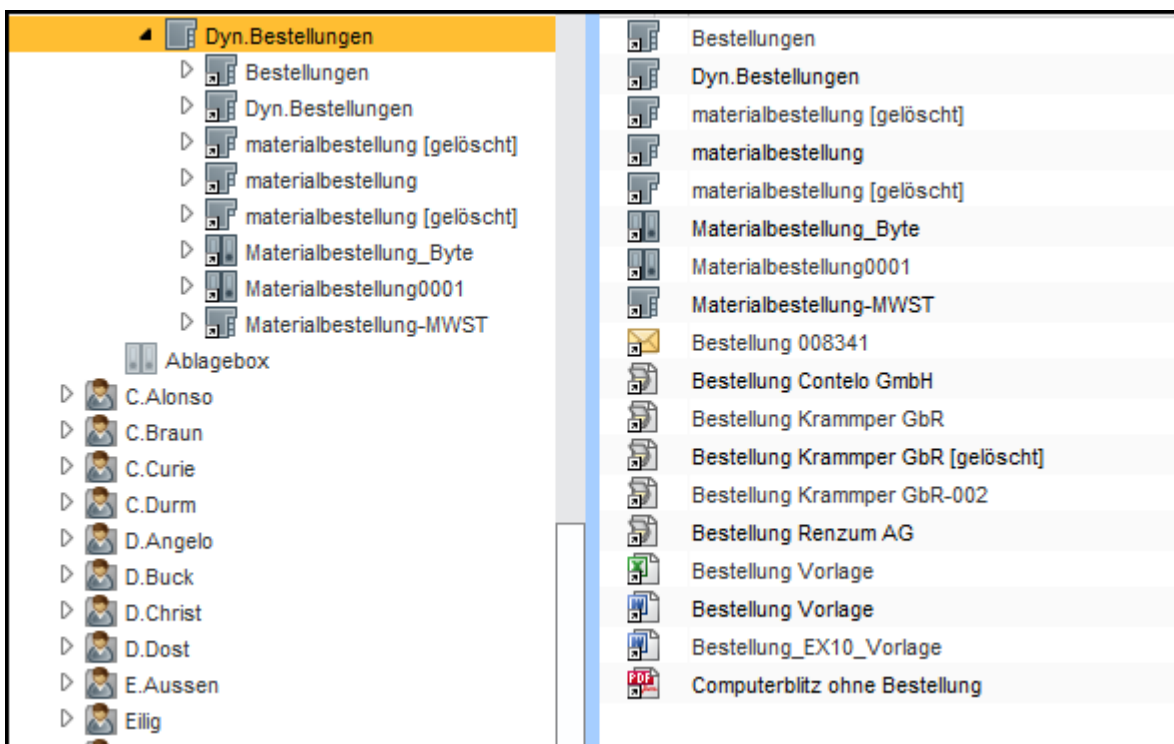 Dyn.Bestellungen
Bestellungen
Dyn.Bestellungen
materialbestellung [gelöscht]
materialbestellung
materialbestellung [gelöscht]
Materialbestellung_Byte
Materialbestellung0001
Materialbestellung-MWST
Ablagebox
C.Alonso
C.Braun
C.Curie
C.Durm
D.Angelo
D.Buck
D.Christ
D.Dost
E.Aussen
Eilig
Bestellungen
Dyn.Bestellungen
materialbestellung [gelöscht]
materialbestellung
materialbestellung [gelöscht]
Materialbestellung_Byte
Materialbestellung0001
Materialbestellung-MWST
Bestellung 008341
Bestellung Contelo GmbH
Bestellung Krammper GbR
Bestellung Krammper GbR [gelöscht]
Bestellung Krammper GbR-002
Bestellung Renzum AG
Bestellung Vorlage
Bestellung Vorlage
Bestellung_EX10_Vorlage
PDF
Computerblitz ohne Bestellung